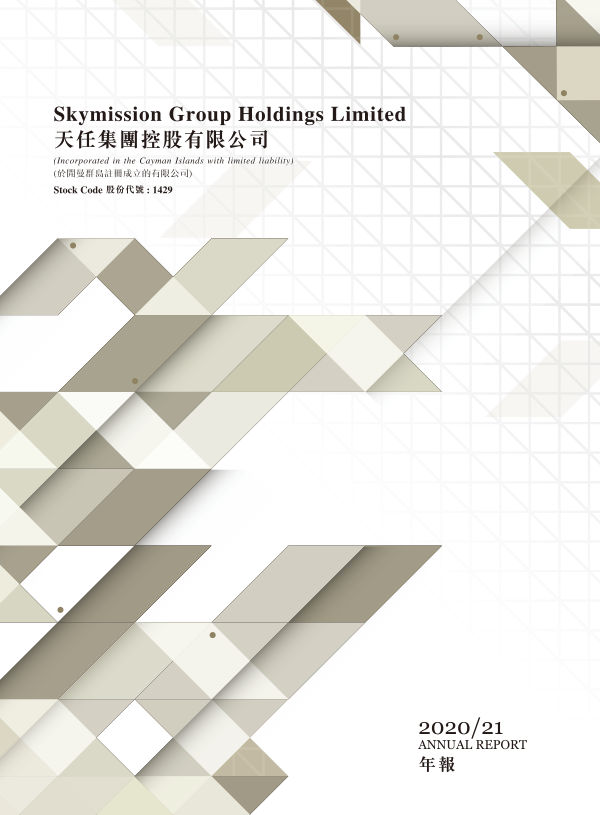 Skymission Group Holdings Limited
天任集團控股有限公司
(Incorporated in the Cayman Islands with limited liability)
(於開曼群島註冊成立的有限公司)
Stock Code 股份代號 : 1429
2020/21
ANNUAL REPORT
年報